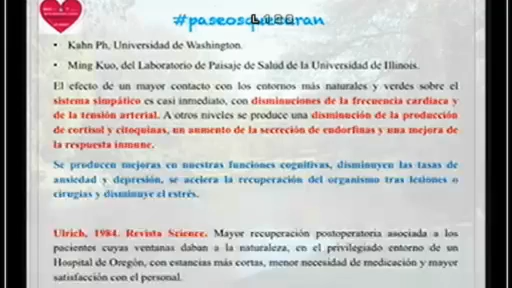 #paseosquecuran
• Kahn Ph, Universidad de Washington.
• Ming Kuo, del Laboratorio de Paisaje de Salud de la Universidad de Illinois.
El efecto de un mayor contacto con los entornos más naturales y verdes sobre el
sistema simpático es casi inmediato, con disminuciones de la frecuencia cardiaca y
de la tensión arterial. A otros niveles se produce una disminución de la producción
de cortisol y citoquinas, un aumento de la secreción de endorfinas y una mejora de
la respuesta inmune.
Se producen mejoras en nuestras funciones cognitivas, disminuyen las tasas de
ansiedad y depresión, se acelera la recuperación del organismo tras lesiones o
cirugías y disminuye el estrés.
Ulrich, 1984. Revista Science. Mayor recuperación postoperatoria asociada a los
pacientes cuyas ventanas daban a la naturaleza, en el privilegiado entorno de un
Hospital de Oregón, con estancias más cortas, menor necesidad de medicación y mayor
satisfacción con el personal.